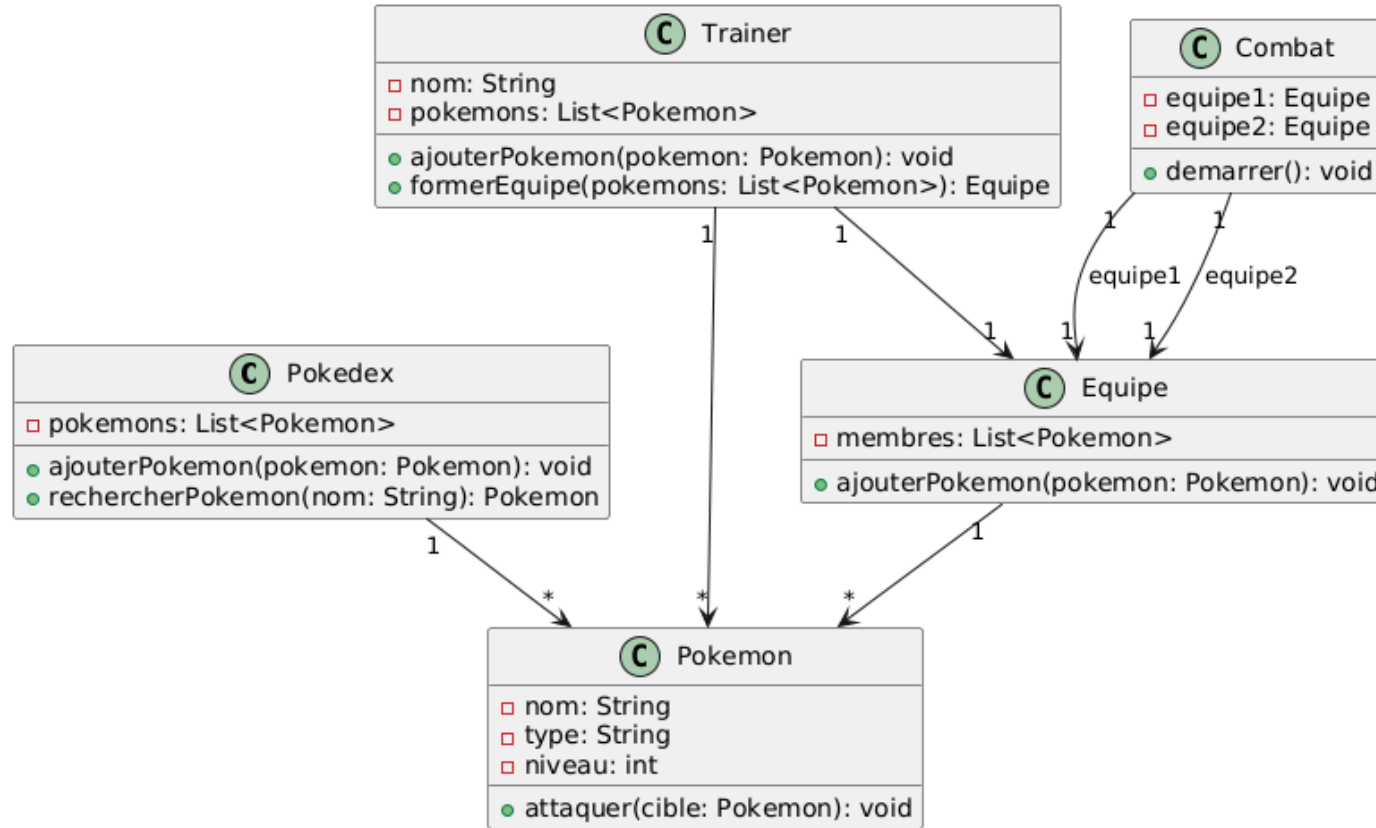 C Trainer
nom: String
pokemons: List<Pokemon>
ajouterPokemon(pokemon: Pokemon): void
formerEquipe(pokemons: List<Pokemon>): Equipe
C Combat
equipe1: Equipe
equipe2: Equipe
demarrer(): void
1
1
1
1
equipe1
equipe2
1
1
1
C Pokedex
pokemons: List<Pokemon>
ajouterPokemon(pokemon: Pokemon): void
rechercherPokemon(nom: String): Pokemon
C Equipe
membres: List<Pokemon>
ajouterPokemon(pokemon: Pokemon): void
1
1
*
*
*
C Pokemon
nom: String
type: String
niveau: int
attaquer(cible: Pokemon): void